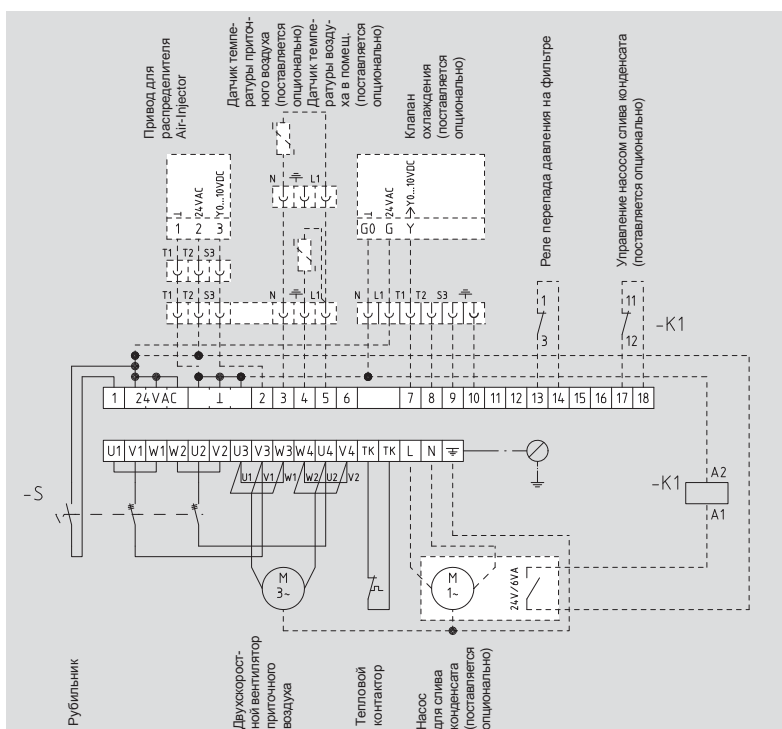 Привод для
распределителя
Air-Injector
Датчик темпе-
ратуры приточ-
ного воздуха
(поставляется
опционально)
Датчик темпе-
ратуры возду-
ха в помещ.
(поставляется
опционально)
Клапан
охлаждения
(поставляется
опционально)
Реле перепада давления на фильтре
Управление насосом слива конденсата
(поставляется опционально)
⊥ 24VAC Y0...10VDC
1 2 3
T1 T2 S3
T1 T2 S3
N L1
N L1
⊥ 24VAC Y0...10VDC
G0 G Y
N L1 T1 T2 S3
1
3
11
12
-K1
1 24VAC ⊥ 2 3 4 5 6 7 8 9 10 11 12 13 14 15 16 17 18
U1 V1 W1 W2 U2 V2 U3 V3 W3 W4 U4 V4 TK TK L N
U1 V1 W1 W2 U2 V2
-S
-K1
A2
A1
M
3~
M
1~
24V/6VA
Рубильник
Двухскорост-
ной вентилятор
приточного
воздуха
Тепловой
контактор
Насос
для слива
конденсата
(поставляется
опционально)